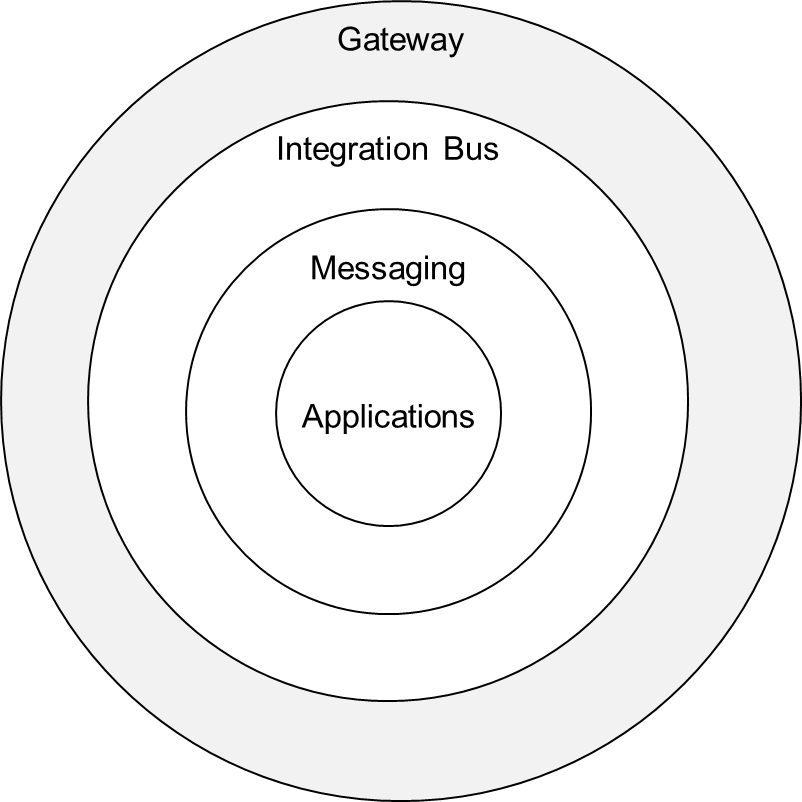 Gateway
Integration Bus
Messaging
Applications